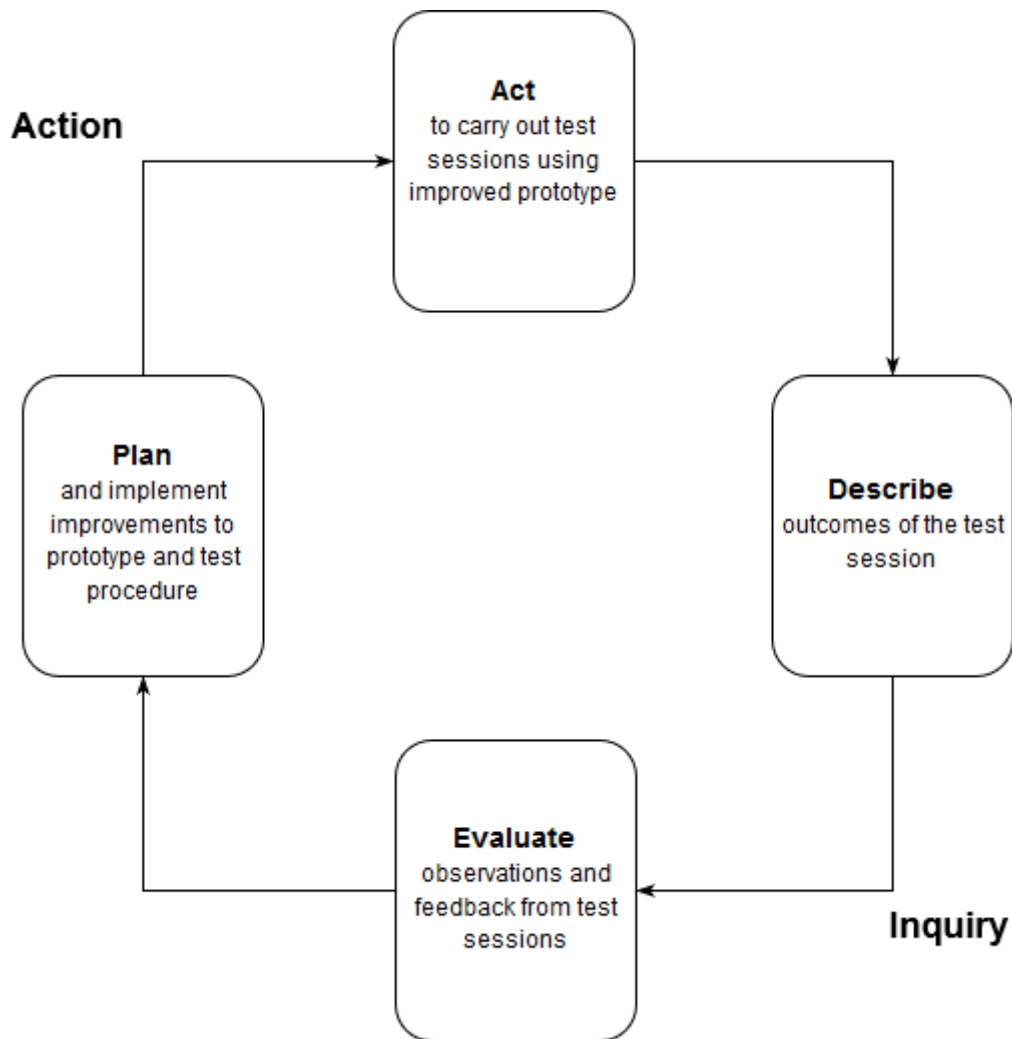 Action
Act
to carry out test
sessions using
improved prototype
Plan
and implement
improvements to
prototype and test
procedure
Describe
outcomes of the test
session
Evaluate
observations and
feedback from test
sessions
Inquiry